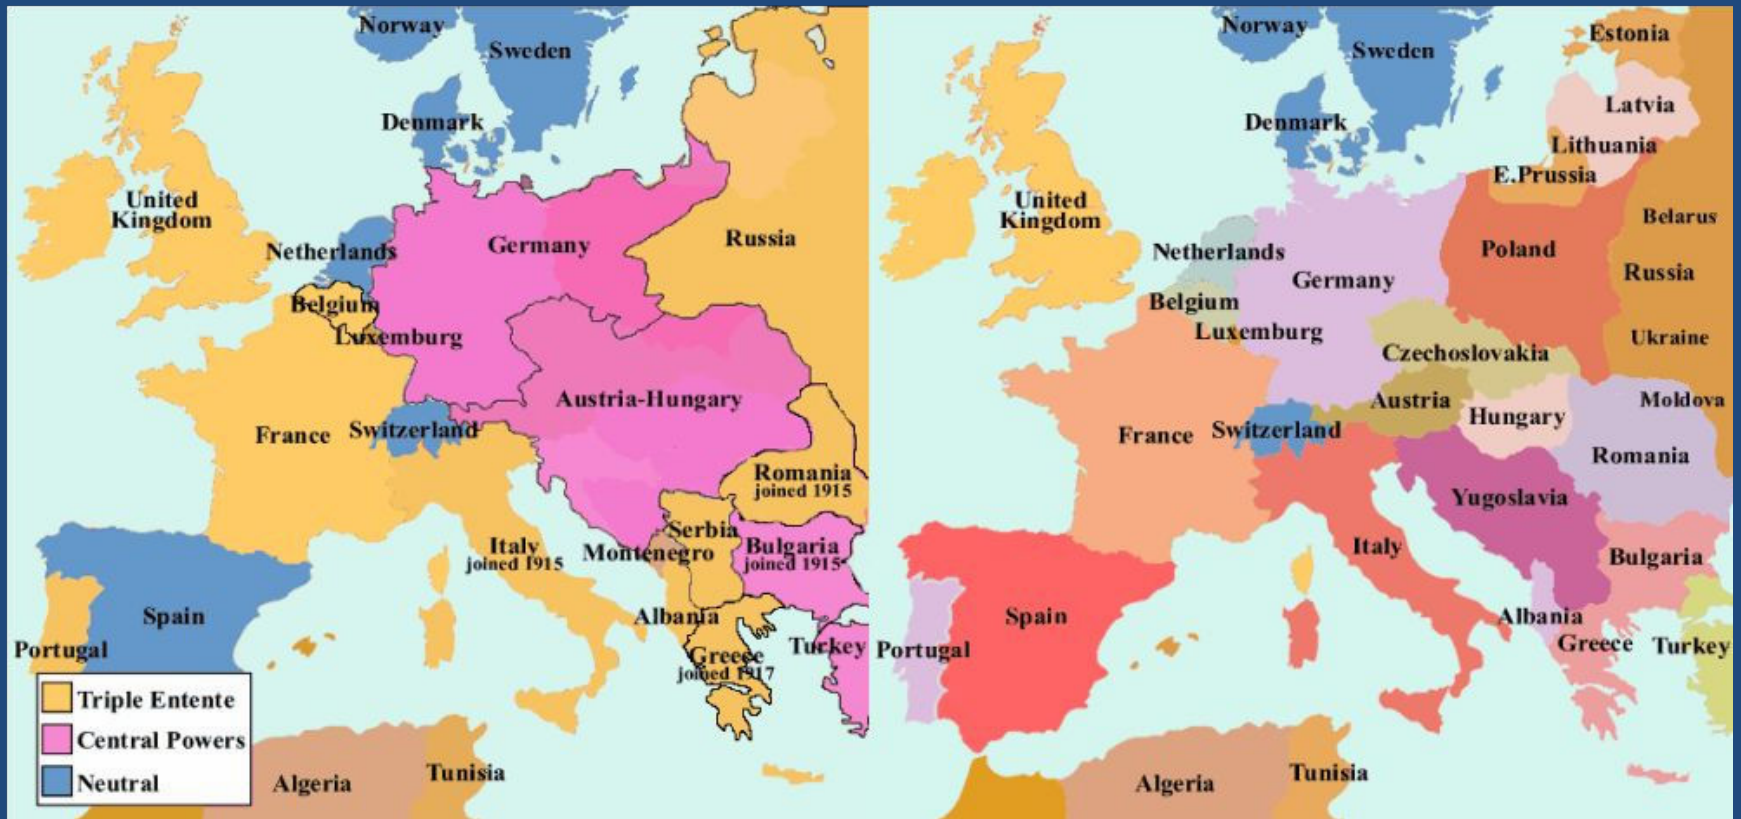 Norway
Sweden
Denmark
United
Kingdom
Netherlands
Germany
Russia
Belgium
Luxemburg
Austria-Hungary
France
Switzerland
Romania
joined 1915
Serbia
Italy
joined 1915
Montenegro
Bulgaria
joined 1915
Spain
Albania
Portugal
Greece
joined 1917
Turkey
Triple Entente
Central Powers
Neutral
Algeria
Tunisia
Norway
Sweden
Estonia
Latvia
Denmark
Lithuania
E.Prussia
United
Kingdom
Belarus
Netherlands
Poland
Germany
Russia
Belgium
Luxemburg
Ukraine
Czechoslovakia
Austria
Moldova
Hungary
France
Switzerland
Romania
Yugoslavia
Italy
Bulgaria
Spain
Albania
Portugal
Greece
Turkey
Algeria
Tunisia